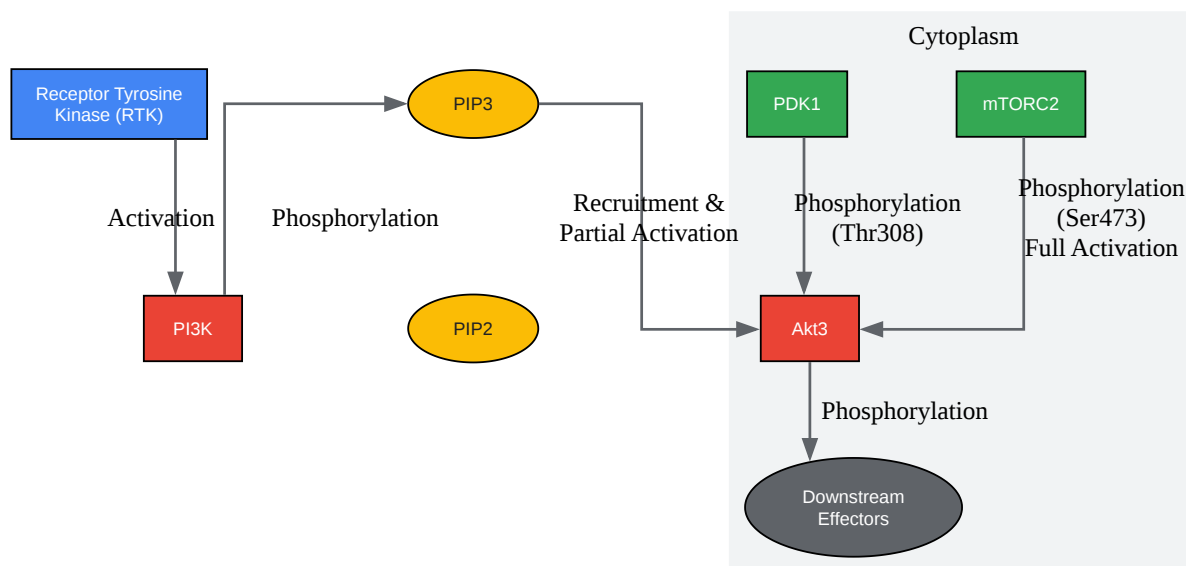 Cytoplasm
Receptor Tyrosine
Kinase (RTK)
PIP3
PDK1
mTORC2
Activation
Phosphorylation
Recruitment &
Partial Activation
Phosphorylation
(Thr308)
Phosphorylation
(Ser473)
Full Activation
PI3K
PIP2
Akt3
Phosphorylation
Downstream
Effectors